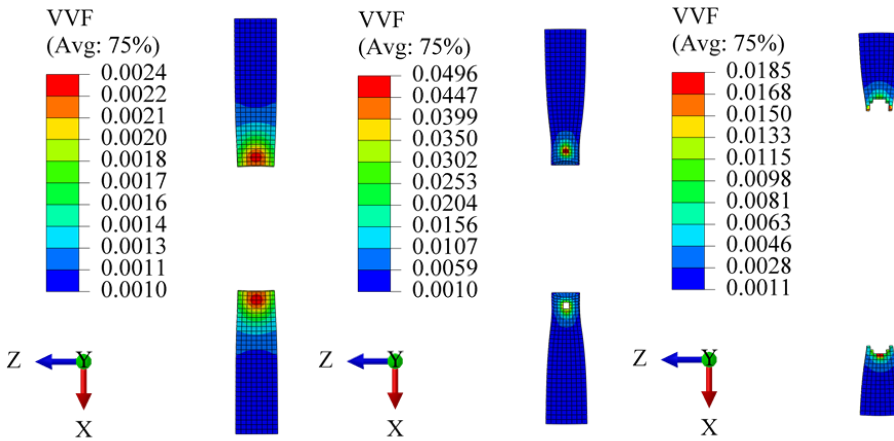 VVF
(Avg: 75%)
0.0024
0.0022
0.0021
0.0020
0.0018
0.0017
0.0016
0.0014
0.0013
0.0011
0.0010
Z
Y
X
VVF
(Avg: 75%)
0.0496
0.0447
0.0399
0.0350
0.0302
0.0253
0.0204
0.0156
0.0107
0.0059
0.0010
Z
Y
X
VVF
(Avg: 75%)
0.0185
0.0168
0.0150
0.0133
0.0115
0.0098
0.0081
0.0063
0.0046
0.0028
0.0011
Z
Y
X